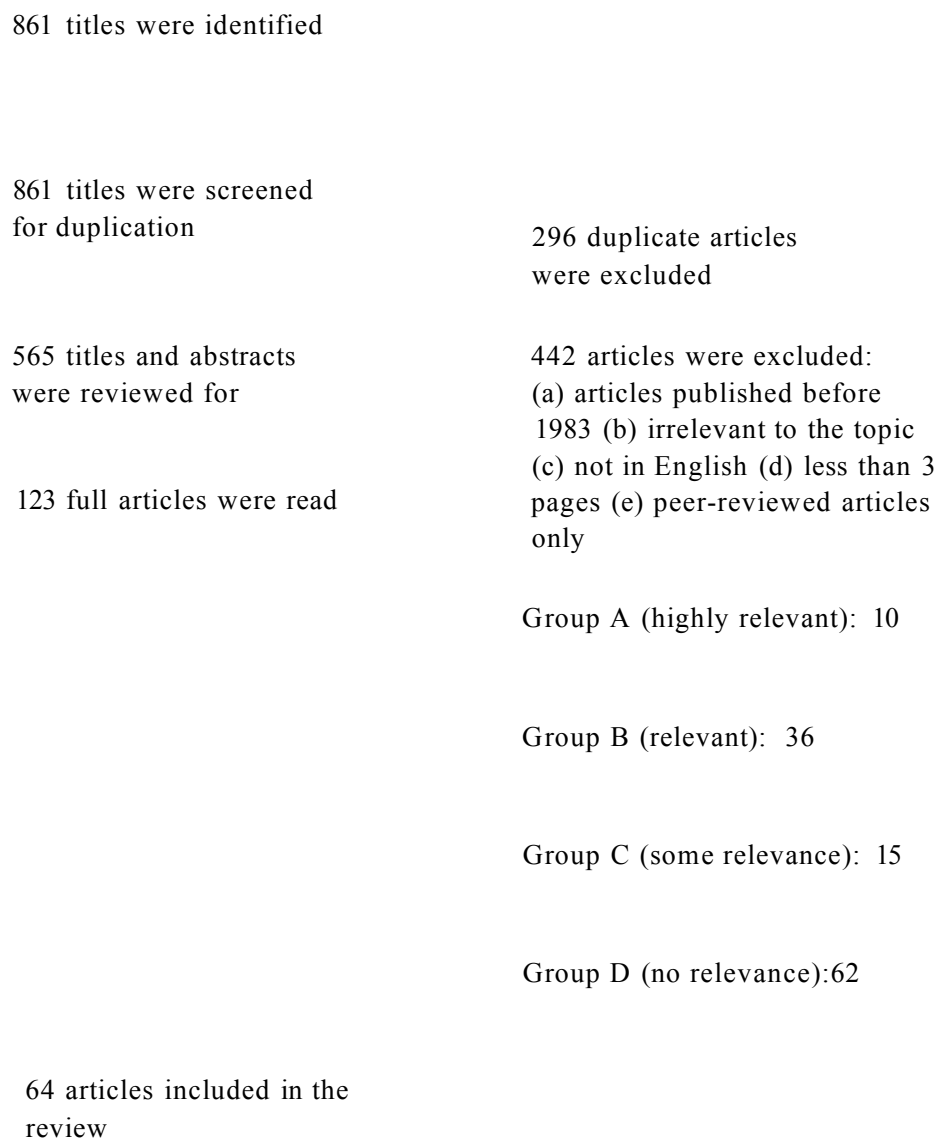 861 titles were identified
861 titles were screened
for duplication
296 duplicate articles
were excluded
565 titles and abstracts
were reviewed for
442 articles were excluded:
(a) articles published before
1983 (b) irrelevant to the topic
(c) not in English (d) less than 3
pages (e) peer-reviewed articles
only
123 full articles were read
Group A (highly relevant): 10
Group B (relevant): 36
Group C (some relevance): 15
Group D (no relevance):62
64 articles included in the
review